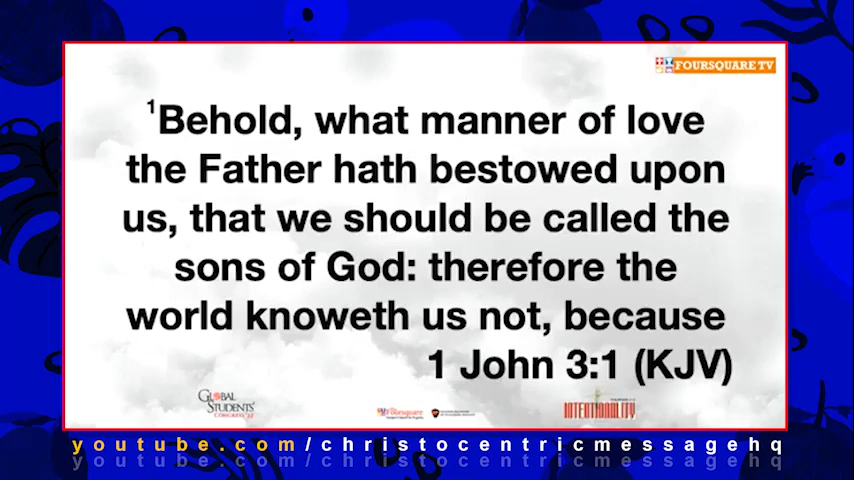 FOURSQUARE TV
1Behold, what manner of love
the Father hath bestowed upon
us, that we should be called the
sons of God: therefore the
world knoweth us not, because
1 John 3:1 (KJV)
GLOBAL
STUDENTS'
Foursquare
INTENTIONALITY
youtube.com/christocentricmessagehq
youtube.com/christocentricmessagehq